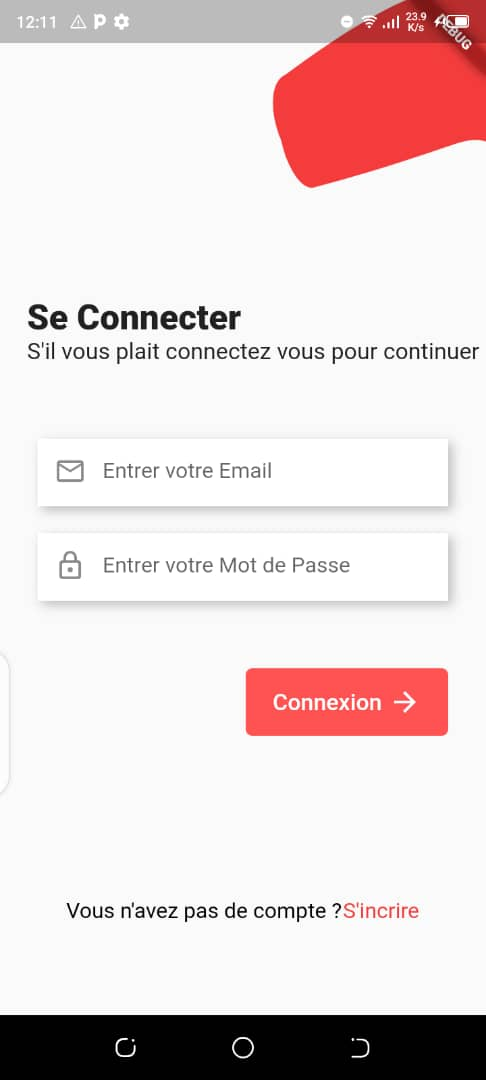 12:11 P 23.9
K/s
DEBUG
Se Connecter
S'il vous plait connectez vous pour continuer
Entrer votre Email
Entrer votre Mot de Passe
Connexion
Vous n'avez pas de compte ?S'incrire